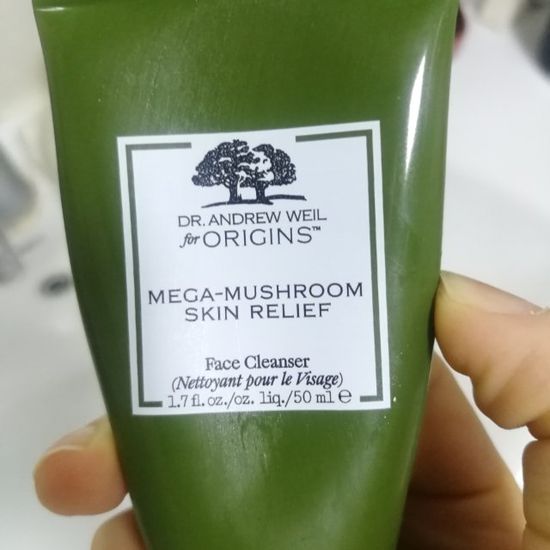 DR. ANDREW WEIL
for ORIGINS™
MEGA-MUSHROOM
SKIN RELIEF
Face Cleanser
(Nettoyant pour le Visage)
1.7 fl. oz./oz. liq./50 ml ℮